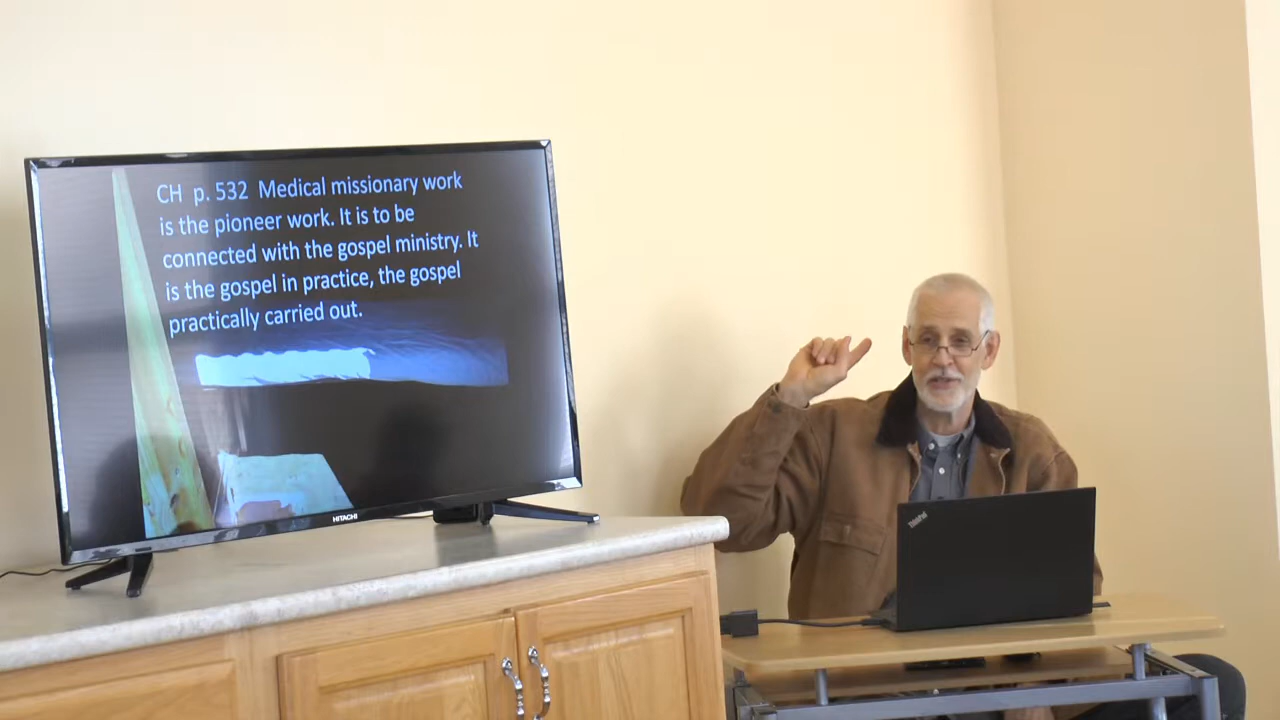 CH p. 532 Medical missionary work
is the pioneer work. It is to be
connected with the gospel ministry. It
is the gospel in practice, the gospel
practically carried out.
HITACHI
ThinkPad